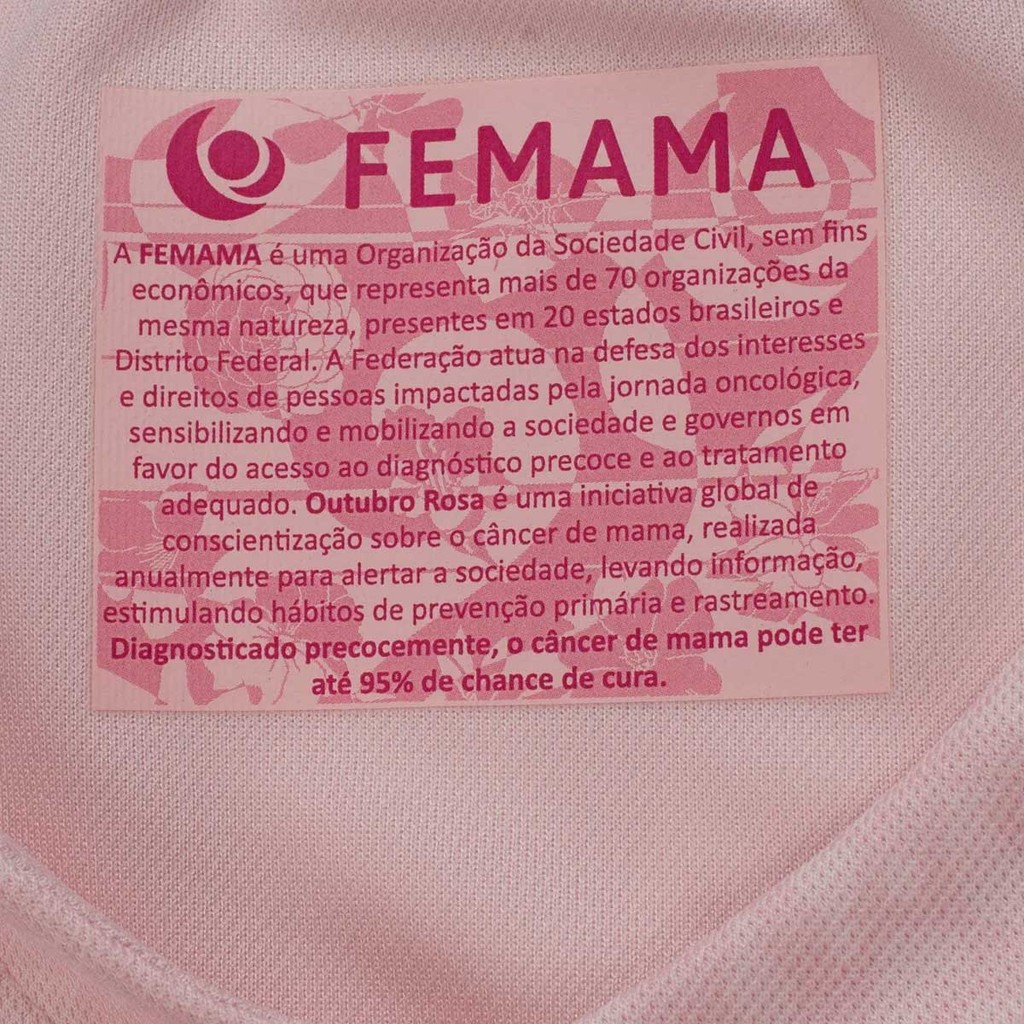 FEMAMA
A FEMAMA é uma Organização da Sociedade Civil, sem fins
econômicos, que representa mais de 70 organizações da
mesma natureza, presentes em 20 estados brasileiros e
Distrito Federal. A Federação atua na defesa dos interesses
e direitos de pessoas impactadas pela jornada oncológica,
sensibilizando e mobilizando a sociedade e governos em
favor do acesso ao diagnóstico precoce e ao tratamento
adequado. Outubro Rosa é uma iniciativa global de
conscientização sobre o câncer de mama, realizada
anualmente para alertar a sociedade, levando informação,
estimulando hábitos de prevenção primária e rastreamento.
Diagnosticado precocemente, o câncer de mama pode ter
até 95% de chance de cura.